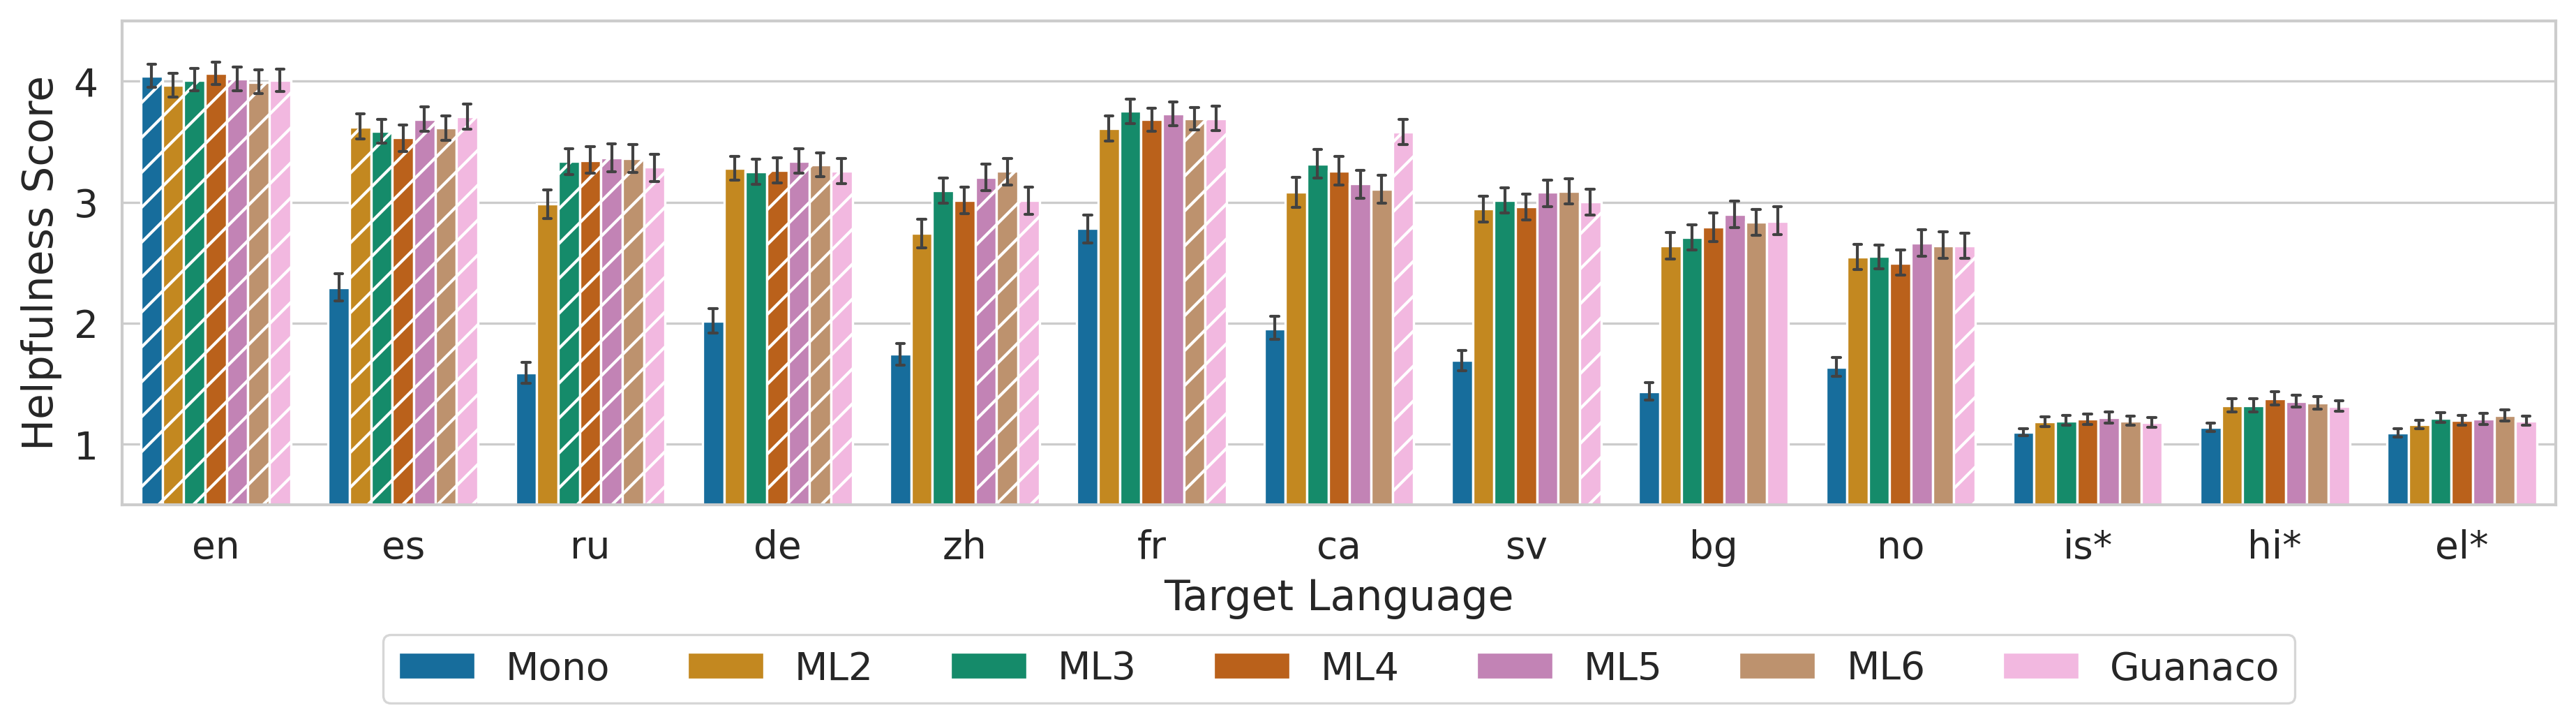 Helpfulness Score
4
3
2
1
en es ru de zh fr ca sv bg no is* hi* el*
Target Language
Mono ML2 ML3 ML4 ML5 ML6 Guanaco